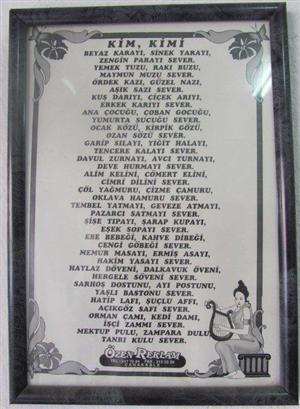 KİM, KİMİ
BEYAZ KARAYI, SİNEK YARAYI,
ZENGİN PARAYI SEVER.
YEMEK TUZU, RAKI BUZU,
MAYMUN MUZU SEVER.
ÖRDEK KAZI, GÜZEL NAZI,
AŞIK SAZI SEVER.
KUŞ DARIYI, ÇİÇEK ARIYI,
ERKEK KARIYI SEVER.
ANA ÇOCUĞU, ÇOBAN GOCUĞU,
YUMURTA SUCUĞU SEVER.
OCAK KÖZÜ, KİRPİK GÖZÜ,
OZAN SÖZÜ SEVER.
GARİP SILAYI, YİĞİT HALAYI,
TENCERE KALAYI SEVER.
DAVUL ZURNAYI, AVCI TURNAYI,
DEVE HURMAYI SEVER.
ALİM KELİNİ, CÖMERT ELİNİ,
CİMRİ DİLİNİ SEVER.
ÇÖL YAĞMURU, ÇİZME ÇAMURU,
OKLAVA HAMURU SEVER.
TEMBEL YATMAYI, GEVEZE ATMAYI,
PAZARCI SATMAYI SEVER.
ŞİŞE TIPAYI, ŞARAP KUPAYI,
EŞEK SOPAYI SEVER.
EBE BEBEĞİ, KAHVE DİBEĞİ,
ÇENGİ GÖBEĞİ SEVER.
MEMUR MASAYI, ERMİŞ ASAYI,
HAKİM YASAYI SEVER.
HAYLAZ DÖVENİ, DALKAVUK ÖVENİ,
HERGELE SÖVENİ SEVER.
SARHOŞ DOSTUNU, AYI POSTUNU,
YAŞLI BASTONU SEVER.
HATİP LAFI, SUÇLU AFFI,
AÇIKGÖZ SAFI SEVER.
ORMAN ÇAMI, KEDİ DAMI,
İŞÇİ ZAMMI SEVER.
MEKTUP PULU, ZAMPARA DULU
TANRI KULU SEVER.
ÖZEN REKLAM